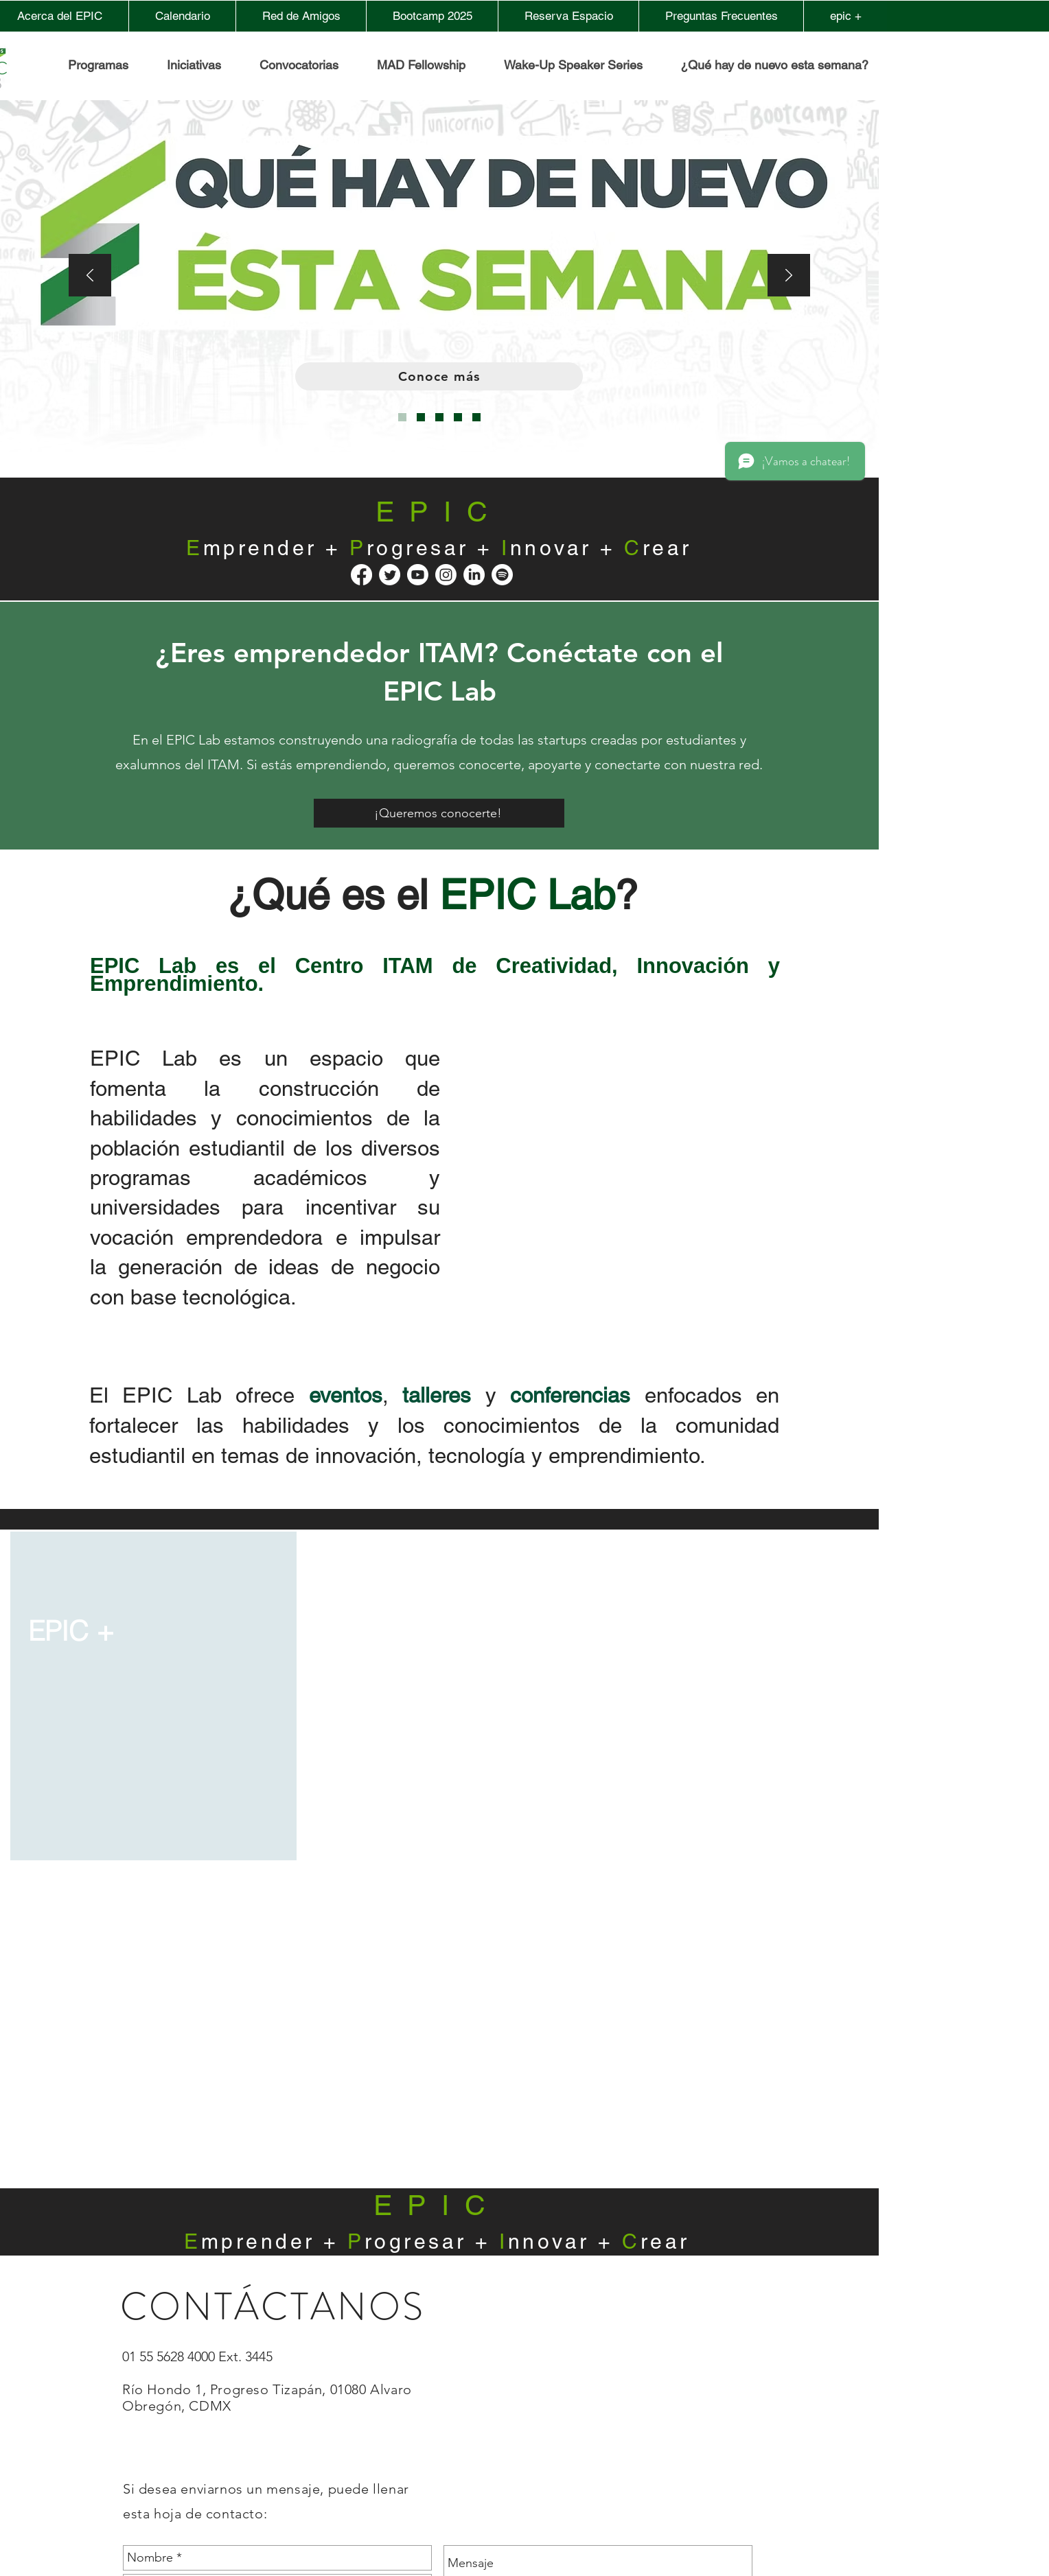 Acerca del EPIC Calendario Red de Amigos Bootcamp 2025 Reserva Espacio Preguntas Frecuentes epic +
Programas Iniciativas Convocatorias MAD Fellowship Wake-Up Speaker Series ¿Qué hay de nuevo esta semana?
unicornio
Bootcamp
QUÉ HAY DE NUEVO
ÉSTA SEMANA
Conoce más
¡Vamos a chatear!
EPIC
Emprender + Progresar + Innovar + Crear
¿Eres emprendedor ITAM? Conéctate con el
EPIC Lab
En el EPIC Lab estamos construyendo una radiografía de todas las startups creadas por estudiantes y
exalumnos del ITAM. Si estás emprendiendo, queremos conocerte, apoyarte y conectarte con nuestra red.
¡Queremos conocerte!
¿Qué es el EPIC Lab?
EPIC Lab es el Centro ITAM de Creatividad, Innovación y
Emprendimiento.
EPIC Lab es un espacio que
fomenta la construcción de
habilidades y conocimientos de la
población estudiantil de los diversos
programas académicos y
universidades para incentivar su
vocación emprendedora e impulsar
la generación de ideas de negocio
con base tecnológica.
El EPIC Lab ofrece eventos, talleres y conferencias enfocados en
fortalecer las habilidades y los conocimientos de la comunidad
estudiantil en temas de innovación, tecnología y emprendimiento.
EPIC +
EPIC
Emprender + Progresar + Innovar + Crear
CONTÁCTANOS
01 55 5628 4000 Ext. 3445
Río Hondo 1, Progreso Tizapán, 01080 Alvaro
Obregón, CDMX
Si desea enviarnos un mensaje, puede llenar
esta hoja de contacto:
Nombre *
Mensaje